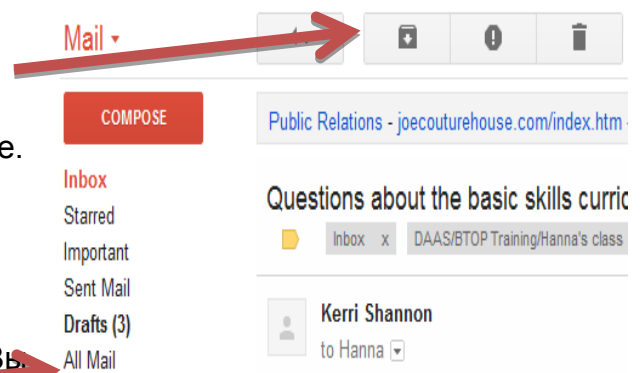 Mail
COMPOSE
е.
Public Relations - joecouturehouse.com/index.htm -
Inbox
Questions about the basic skills
Starred
Inbox x DAAS/BTOP Training/Hanna's class
Important
Sent Mail
Kerri Shannon
Drafts (3)
to Hanna
All Mail